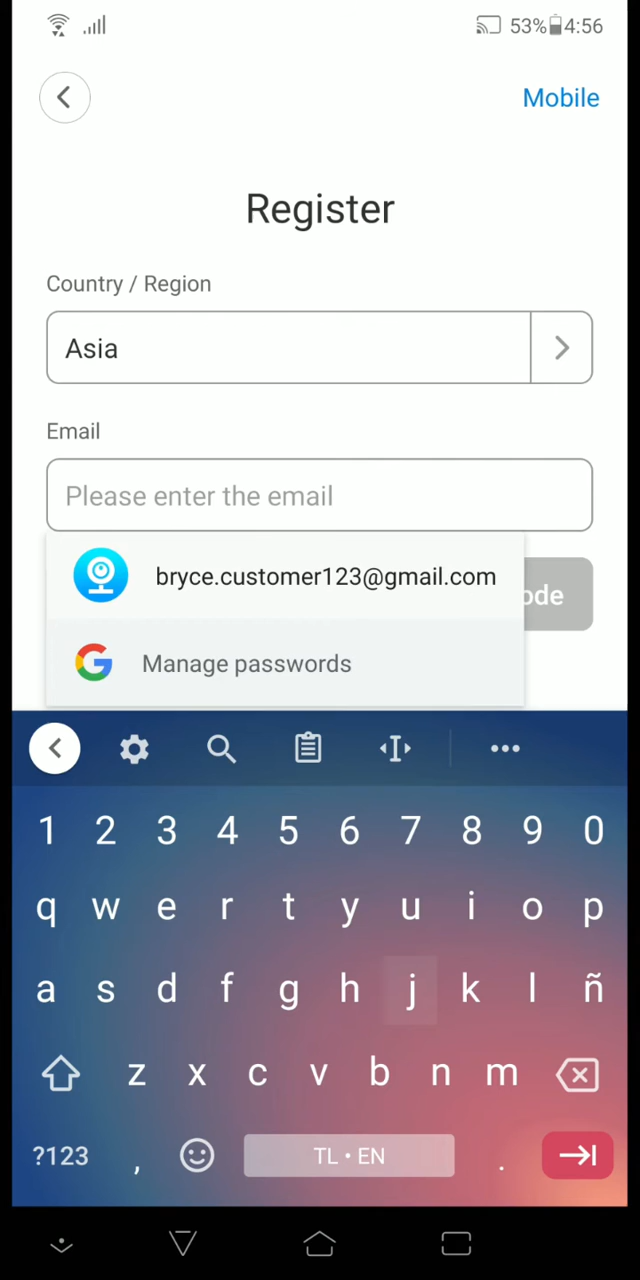 53% 4:56
Mobile
Register
Country / Region
Asia
Email
Please enter the email
bryce.customer123@gmail.com
ode
Manage passwords
1 2 3 4 5 6 7 8 9 0
q w e r t y u i o p
a s d f g h j k l ñ
z x c v b n m
?123 , TL • EN .